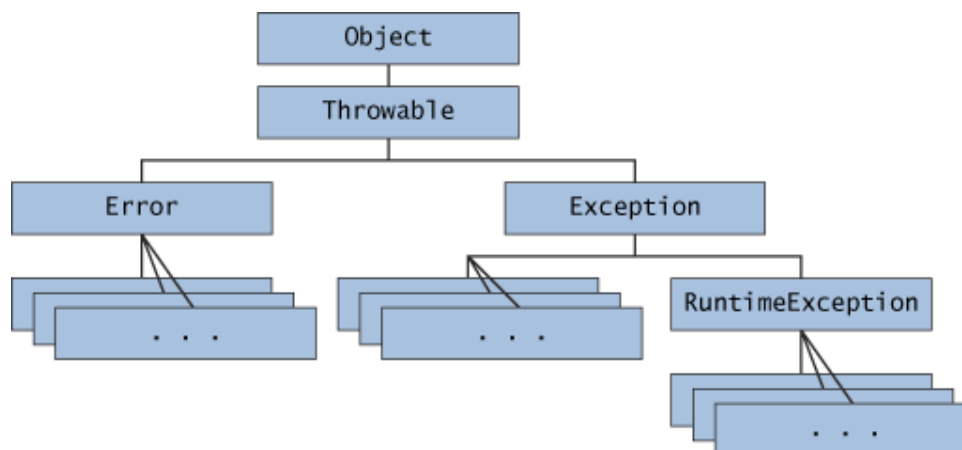 Object
Throwable
Error
Exception
. . .
. . .
RuntimeException
. . .